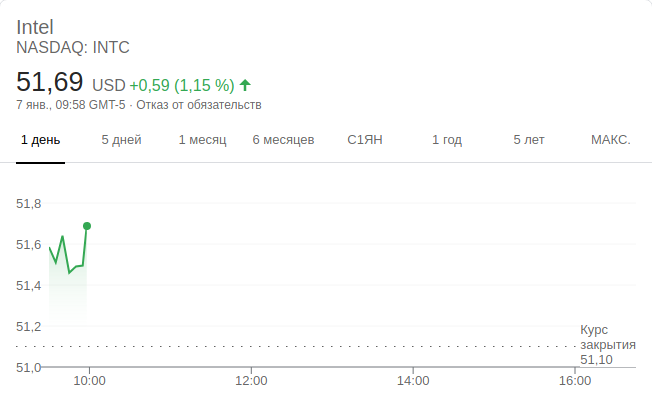 Intel
NASDAQ: INTC
51,69 USD +0,59 (1,15 %)
7 янв., 09:58 GMT-5 · Отказ от обязательств
1 день 5 дней 1 месяц 6 месяцев С1ЯН 1 год 5 лет МАКС.
51,8
51,6
51,4
51,2
Курс
закрытия
51,10
51,0
10:00 12:00 14:00 16:00